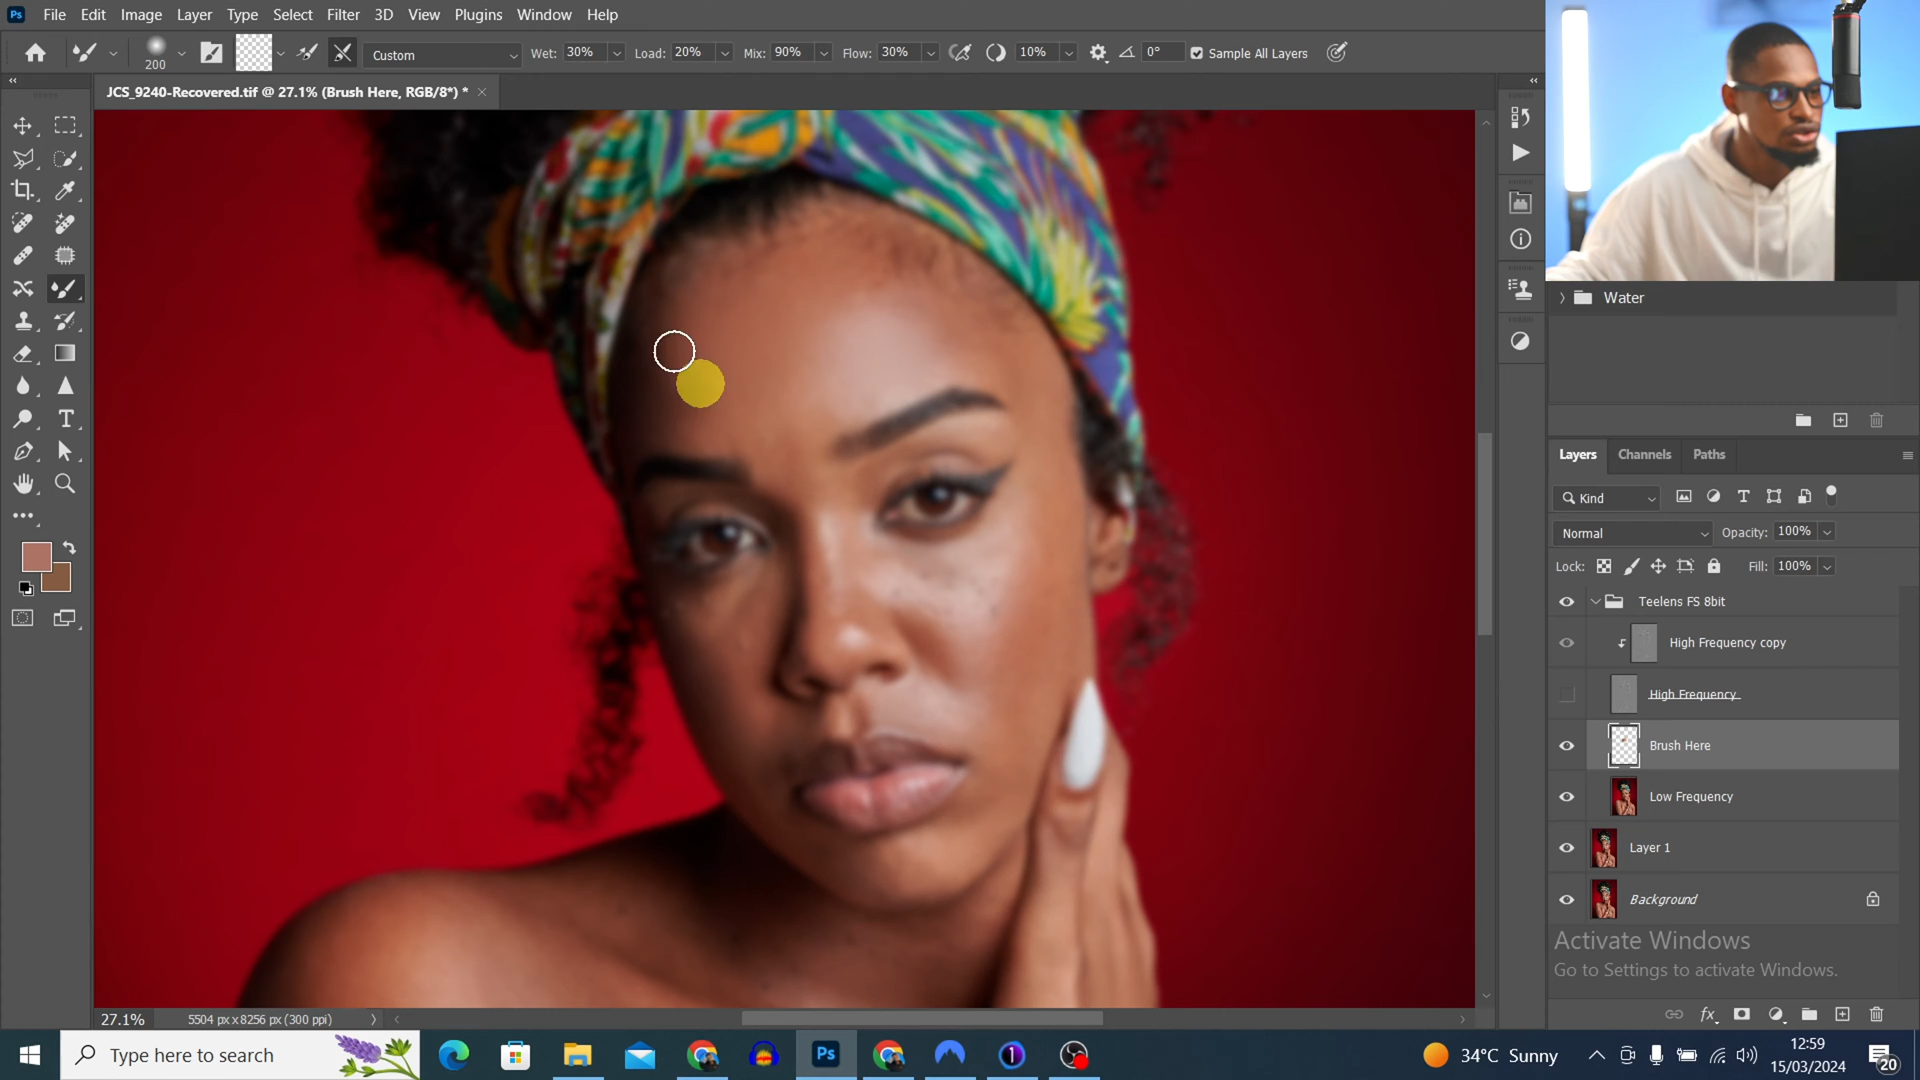 Ps File Edit Image Layer Type Select Filter 3D View Plugins Window Help
200 Custom Wet: 30% Load: 20% Mix: 90% Flow: 30% 10% 0° Sample All Layers
JCS_9240-Recovered.tif @ 27.1% (Brush Here, RGB/8*) *
Water
Layers Channels Paths
Kind
Normal Opacity: 100%
Lock: Fill: 100%
Teelens FS 8bit
High Frequency copy
High Frequency
Brush Here
Low Frequency
Layer 1
Background
Activate Windows
Go to Settings to activate Windows.
27.1% 5504 px x 8256 px (300 ppi)
Type here to search
Ps
34°C Sunny
12:59
15/03/2024
20